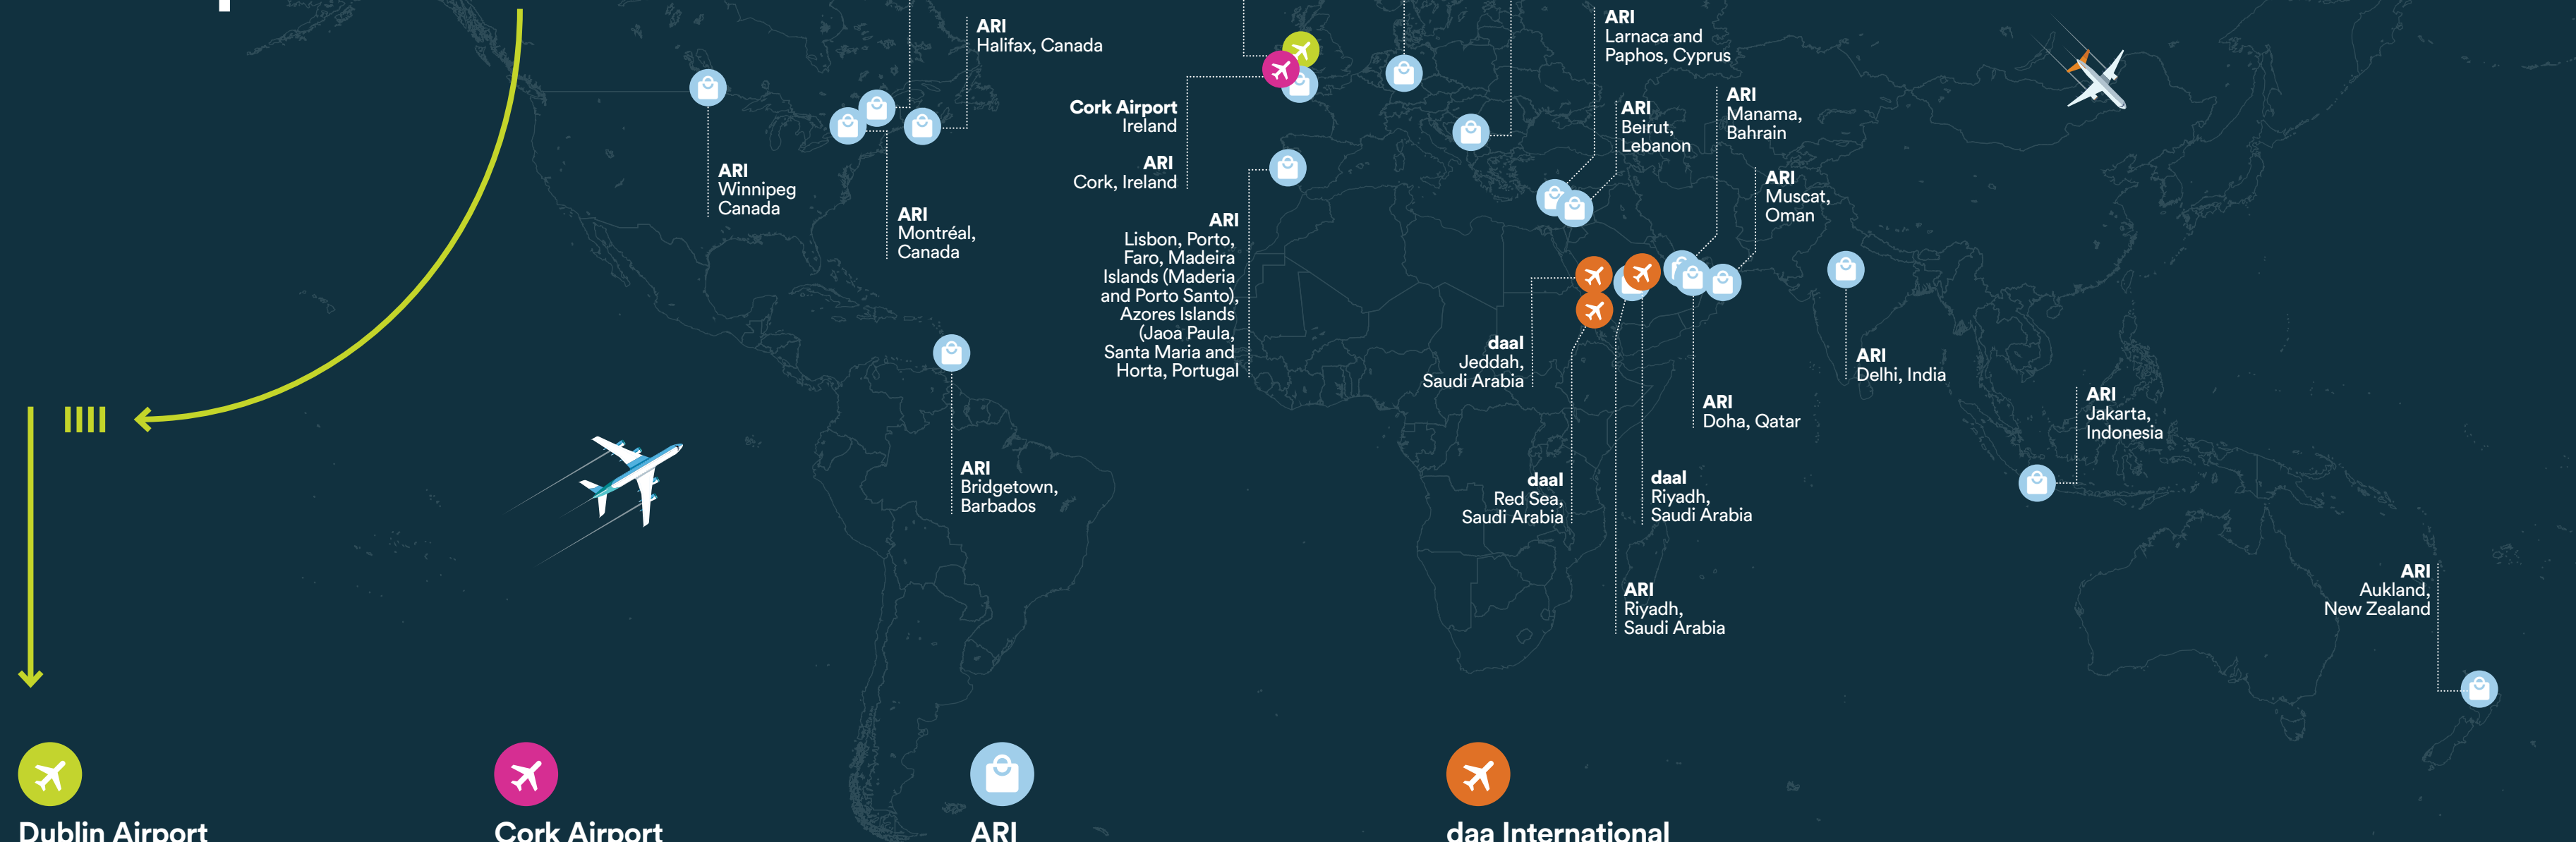 ARI
Halifax, Canada
ARI
Winnipeg
Canada
ARI
Montréal,
Canada
Cork Airport
Ireland
ARI
Cork, Ireland
ARI
Lisbon, Porto,
Faro, Madeira
Islands (Maderia
and Porto Santo),
Azores Islands
(Jaoa Paula,
Santa Maria and
Horta, Portugal
ARI
Larnaca and
Paphos, Cyprus
ARI
Beirut,
Lebanon
ARI
Manama,
Bahrain
ARI
Muscat,
Oman
daal
Jeddah,
Saudi Arabia
ARI
Delhi, India
ARI
Doha, Qatar
ARI
Jakarta,
Indonesia
ARI
Bridgetown,
Barbados
daal
Red Sea,
Saudi Arabia
daal
Riyadh,
Saudi Arabia
ARI
Riyadh,
Saudi Arabia
ARI
Aukland,
New Zealand
Dublin Airport
Cork Airport
ARI
daa International